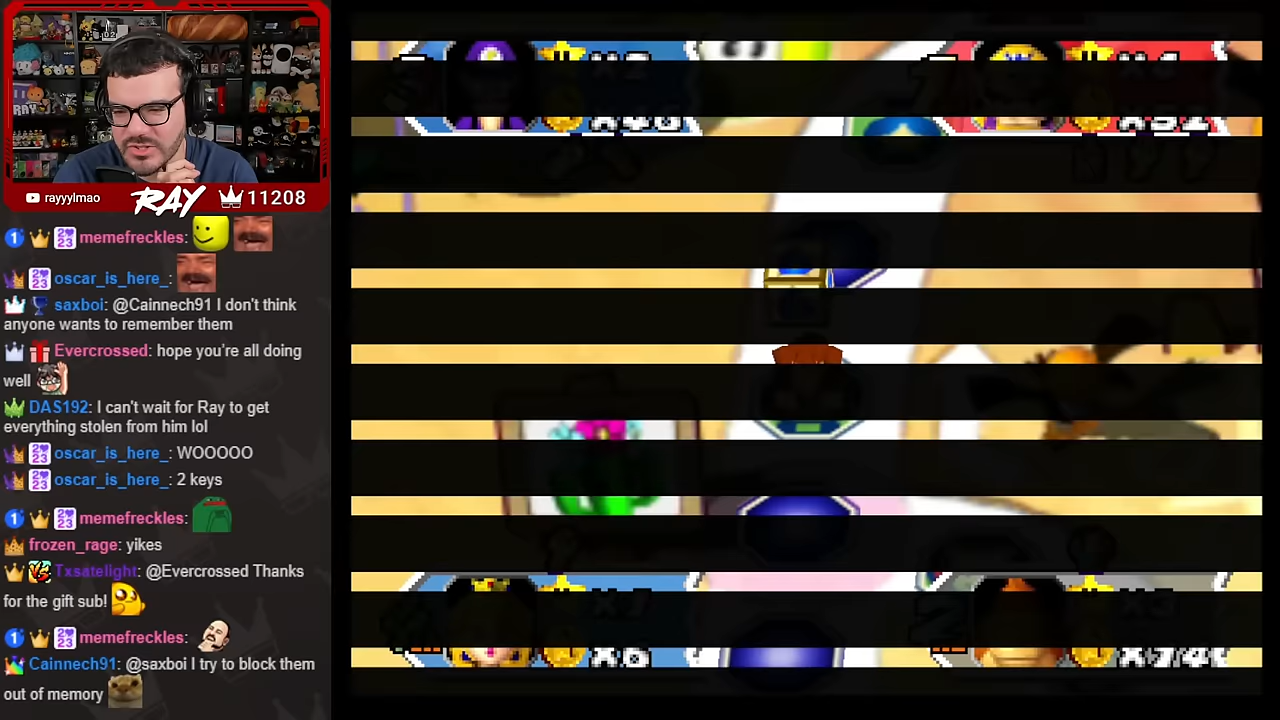 rayyylmao
RAY
11208
memefreckles:
oscar_is_here_:
saxboi: @Cainnech91 I don't think
anyone wants to remember them
Evercrossed: hope you're all doing
well
DAS192: I can't wait for Ray to get
everything stolen from him lol
oscar_is_here_: WOOOOO
oscar_is_here_: 2 keys
memefreckles:
frozen_rage: yikes
Txsatelight: @Evercrossed Thanks
for the gift sub!
memefreckles:
Cainnech91: @saxboi I try to block them
out of memory
x6
x74